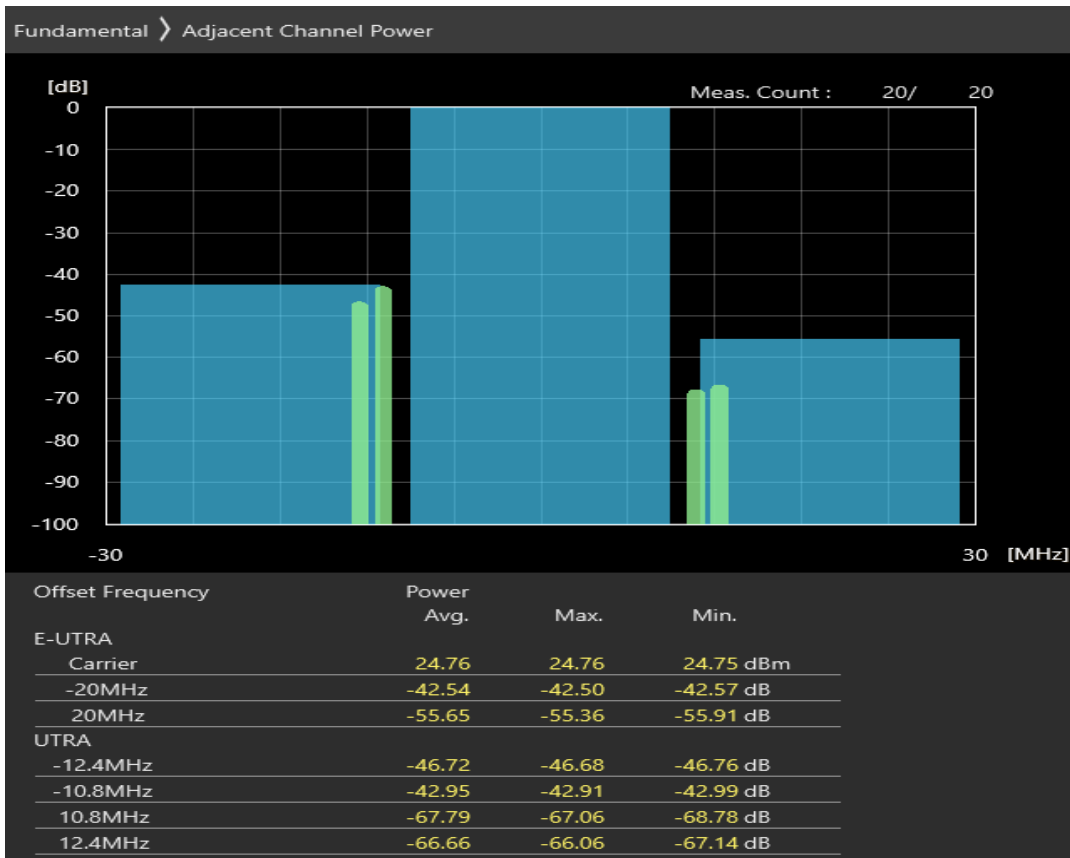 Fundamental 〉 Adjacent Channel Power
[dB]
Meas. Count : 20/ 20
0
-10
-20
-30
-40
-50
-60
-70
-80
-90
-100
-30 30 [MHz]
Offset Frequency Power
Avg. Max. Min.
E-UTRA
Carrier 24.76 24.76 24.75 dBm
-20MHz -42.54 -42.50 -42.57 dB
20MHz -55.65 -55.36 -55.91 dB
UTRA
-12.4MHz -46.72 -46.68 -46.76 dB
-10.8MHz -42.95 -42.91 -42.99 dB
10.8MHz -67.79 -67.06 -68.78 dB
12.4MHz -66.66 -66.06 -67.14 dB